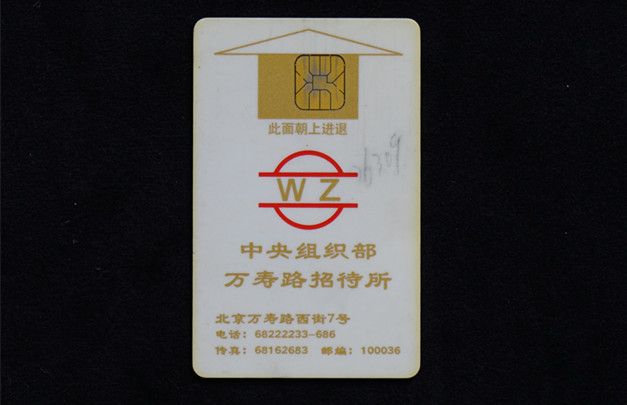 此面朝上进退
WZ
中央组织部
万寿路招待所
北京万寿路西街7号
电话: 68222233-686
传真: 68162683 邮编: 100036